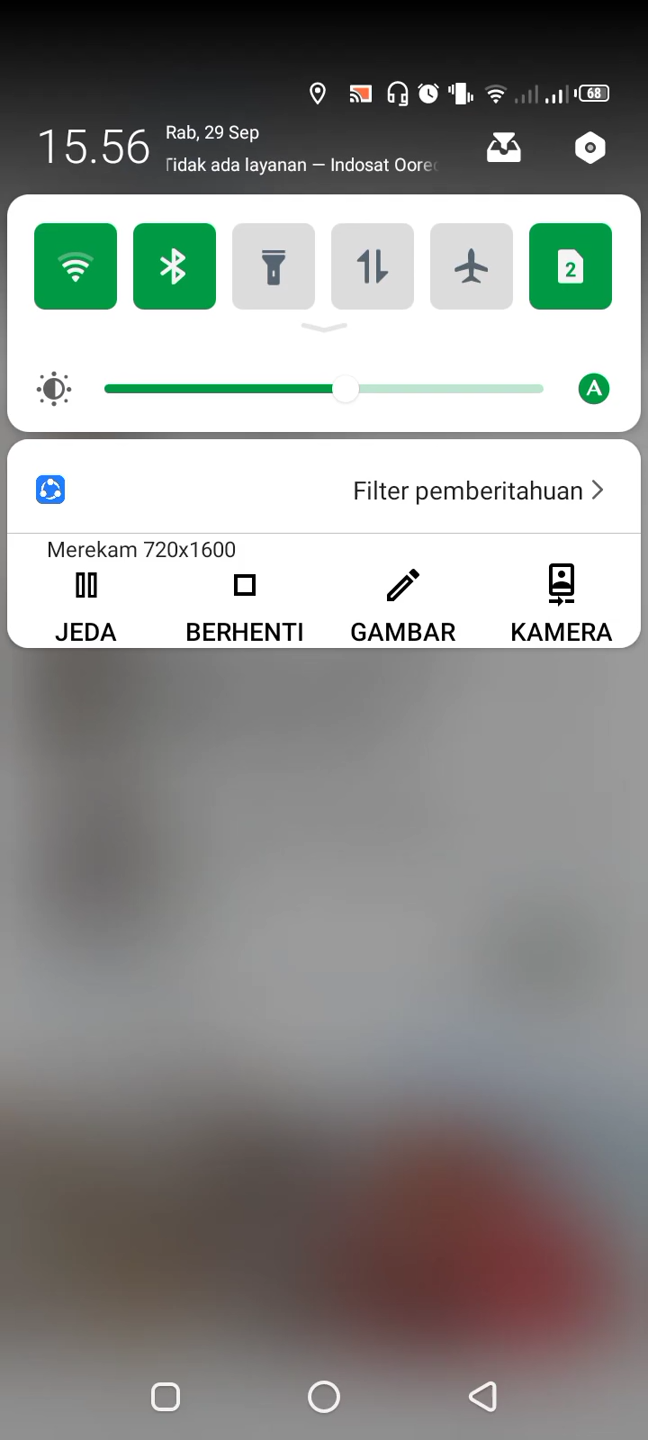 68
15.56
Rab, 29 Sep
Tidak ada layanan — Indosat
2
A
Filter pemberitahuan
Merekam 720x1600
JEDA BERHENTI GAMBAR KAMERA